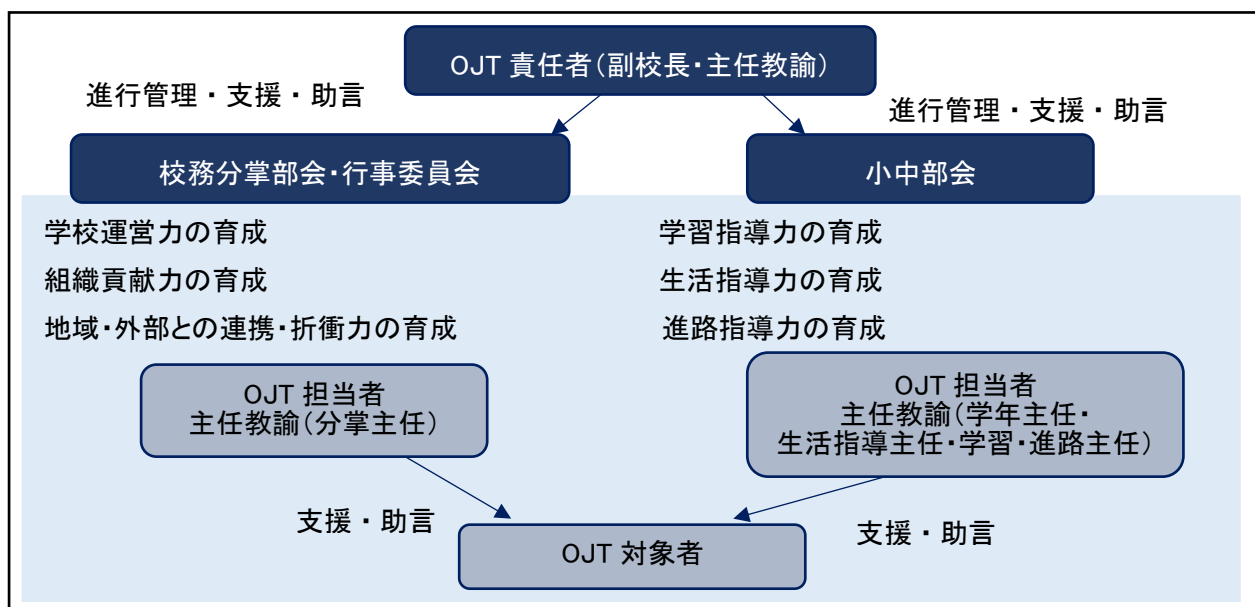 OJT 責任者(副校長・主任教諭)
進行管理・支援・助言
進行管理・支援・助言
校務分掌部会・行事委員会
小中部会
学校運営力の育成
組織貢献力の育成
地域・外部との連携・折衝力の育成
学習指導力の育成
生活指導力の育成
進路指導力の育成
OJT 担当者
主任教諭(分掌主任)
OJT 担当者
主任教諭(学年主任・
生活指導主任・学習・進路主任)
支援・助言
支援・助言
OJT 対象者